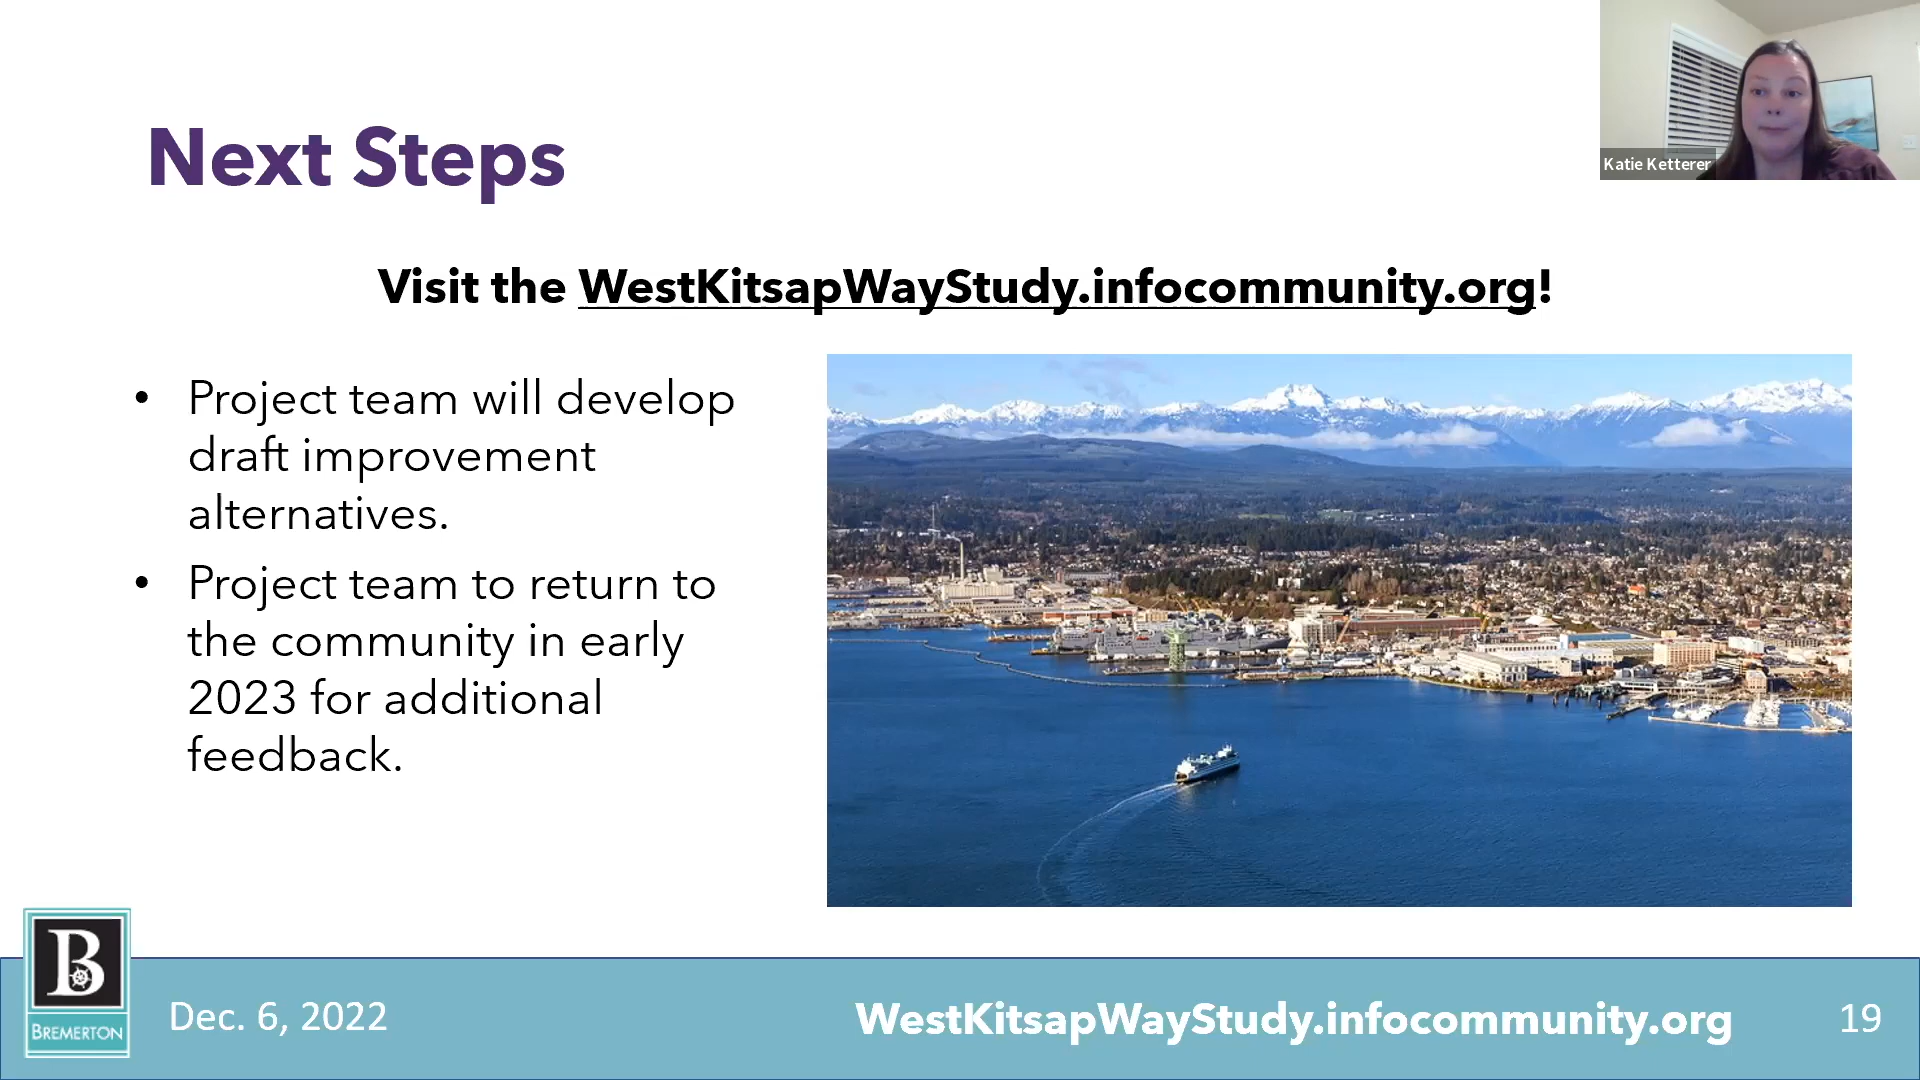 Next Steps
Katie Ketterer
Visit the WestKitsapWayStudy.infocommunity.org!
• Project team will develop
draft improvement
alternatives.
• Project team to return to
the community in early
2023 for additional
feedback.
B
BREMERTON
Dec. 6, 2022
WestKitsapWayStudy.infocommunity.org
19